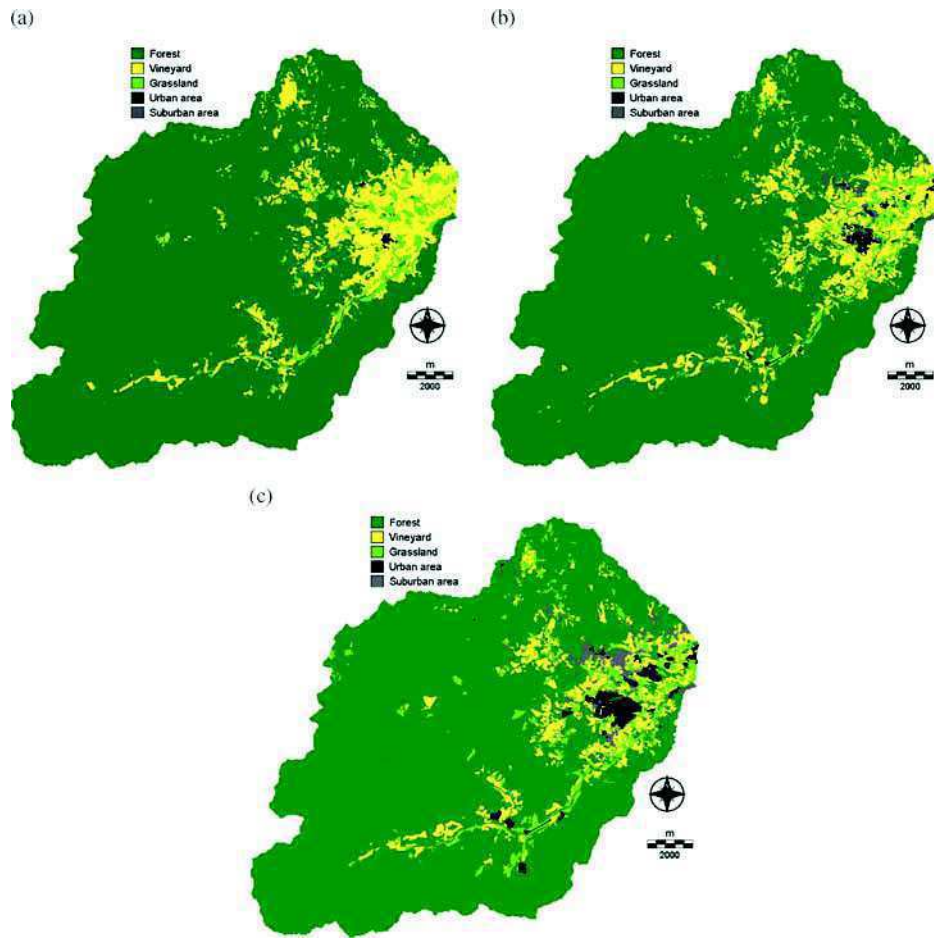 (a)
Forest
Vineyard
Grassland
Urban area
Suburban area
m
2000
(b)
Forest
Vineyard
Grassland
Urban area
Suburban area
m
2000
(c)
Forest
Vineyard
Grassland
Urban area
Suburban area
m
2000